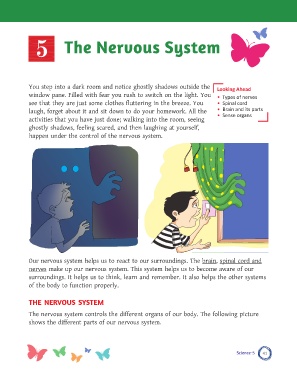 5 The Nervous System
You step into a dark room and notice ghostly shadows outside the
window pane. Filled with fear you rush to switch on the light. You
see that they are just some clothes fluttering in the breeze. You
laugh, forget about it and sit down to do your homework. All the
activities that you have just done; walking into the room, seeing
ghostly shadows, feeling scared, and then laughing at yourself,
happen under the control of the nervous system.
Looking Ahead
• Types of nerves
• Spinal cord
• Brain and its parts
• Sense organs
Our nervous system helps us to react to our surroundings. The brain, spinal cord and
nerves make up our nervous system. This system helps us to become aware of our
surroundings. It helps us to think, learn and remember. It also helps the other systems
of the body to function properly.
THE NERVOUS SYSTEM
The nervous system controls the different organs of our body. The following picture
shows the different parts of our nervous system.
Science-5